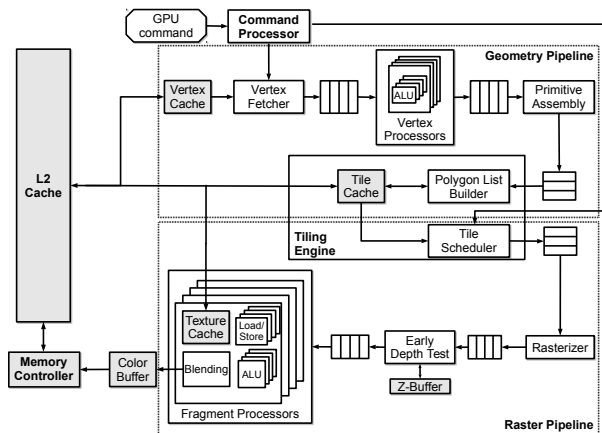 GPU
command
Command
Processor
Geometry Pipeline
Vertex
Cache
Vertex
Fetcher
ALU
Vertex
Processors
Primitive
Assembly
L2
Cache
Tile
Cache
Polygon List
Builder
Tiling
Engine
Tile
Scheduler
Texture
Cache
Load/
Store
Blending
ALU
Fragment Processors
Early
Depth Test
Z-Buffer
Rasterizer
Memory
Controller
Color
Buffer
Raster Pipeline